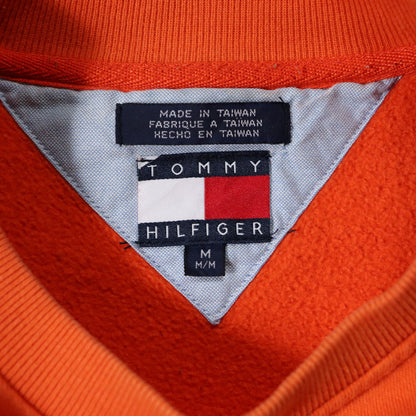 MADE IN TAIWAN
FABRIQUE A TAIWAN
HECHO EN TAIWAN
TOMMY
HILFIGER
M
M/M